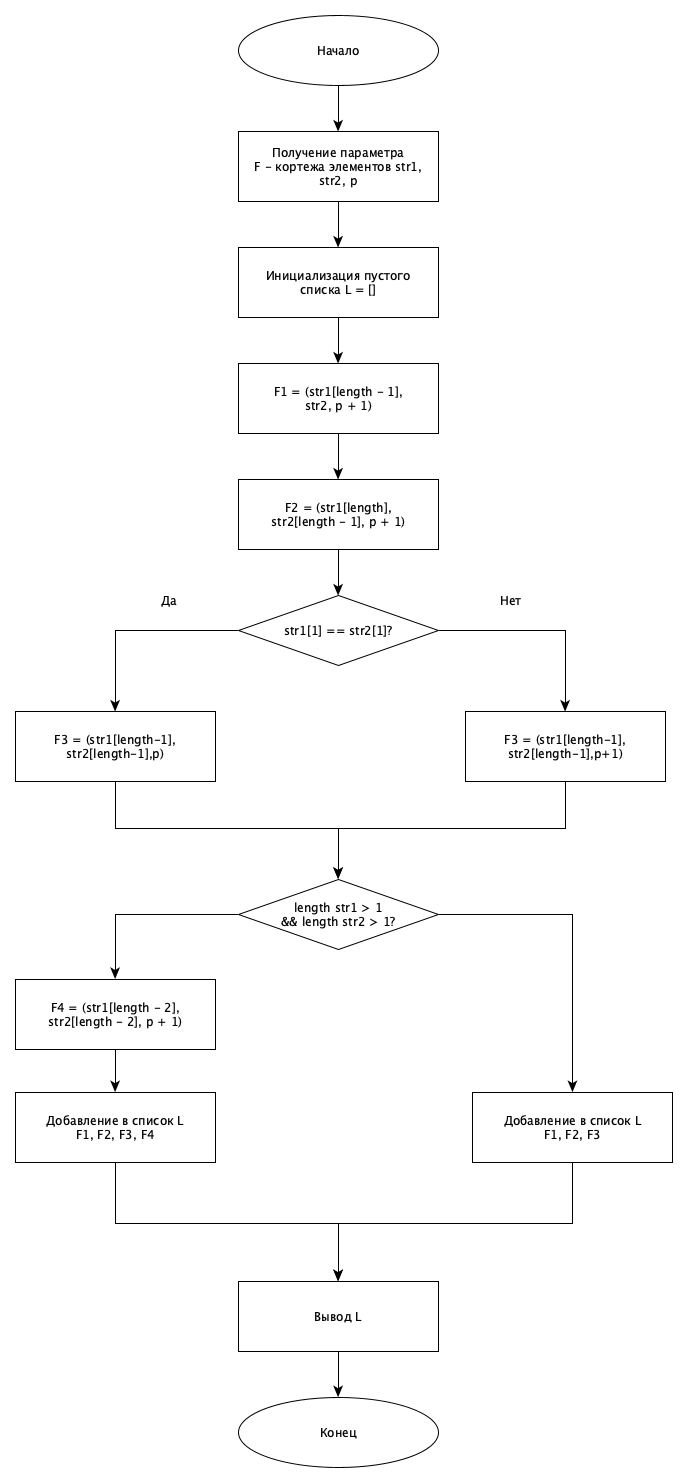 Начало
Получение параметра
F – кортежа элементов str1,
str2, p
Инициализация пустого
списка L = []
F1 = (str1[length – 1],
str2, p + 1)
F2 = (str1[length],
str2[length – 1], p + 1)
Да
Нет
str1[1] == str2[1]?
F3 = (str1[length–1],
str2[length–1],p)
F3 = (str1[length–1],
str2[length–1],p+1)
length str1 > 1
&& length str2 > 1?
F4 = (str1[length – 2],
str2[length – 2], p + 1)
Добавление в список L
F1, F2, F3, F4
Добавление в список L
F1, F2, F3
Вывод L
Конец